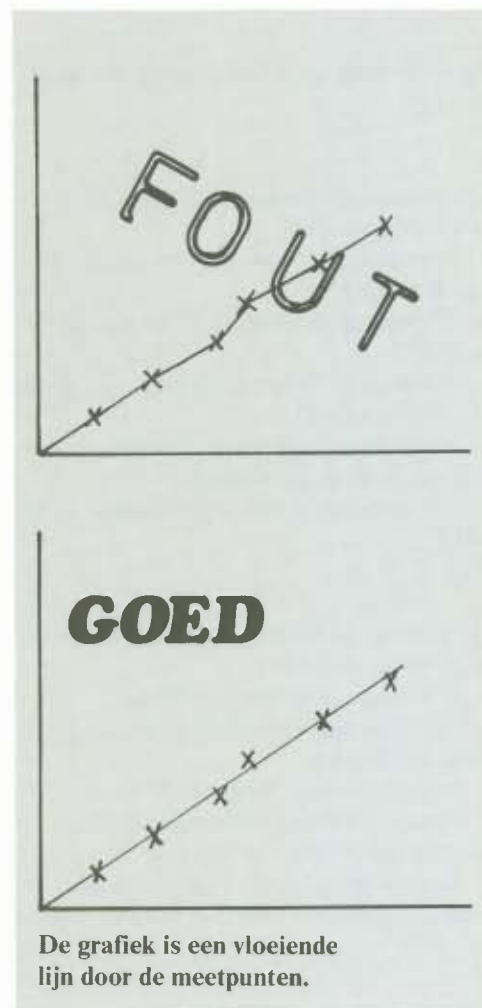 FOUT
GOED
De grafiek is een vloeiende
lijn door de meetpunten.